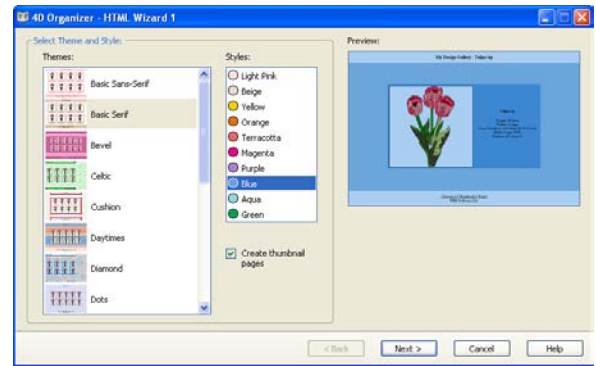 4D Organizer - HTML Wizard 1
Select Theme and Style:
Themes:
Basic Sans-Serif
Basic Serif
Bevel
Celtic
Cushion
Daytimes
Diamond
Dots
Styles:
Light Pink
Beige
Yellow
Orange
Terracotta
Magenta
Purple
Blue
Aqua
Green
Create thumbnail
pages
Preview:
< Back
Next >
Cancel
Help